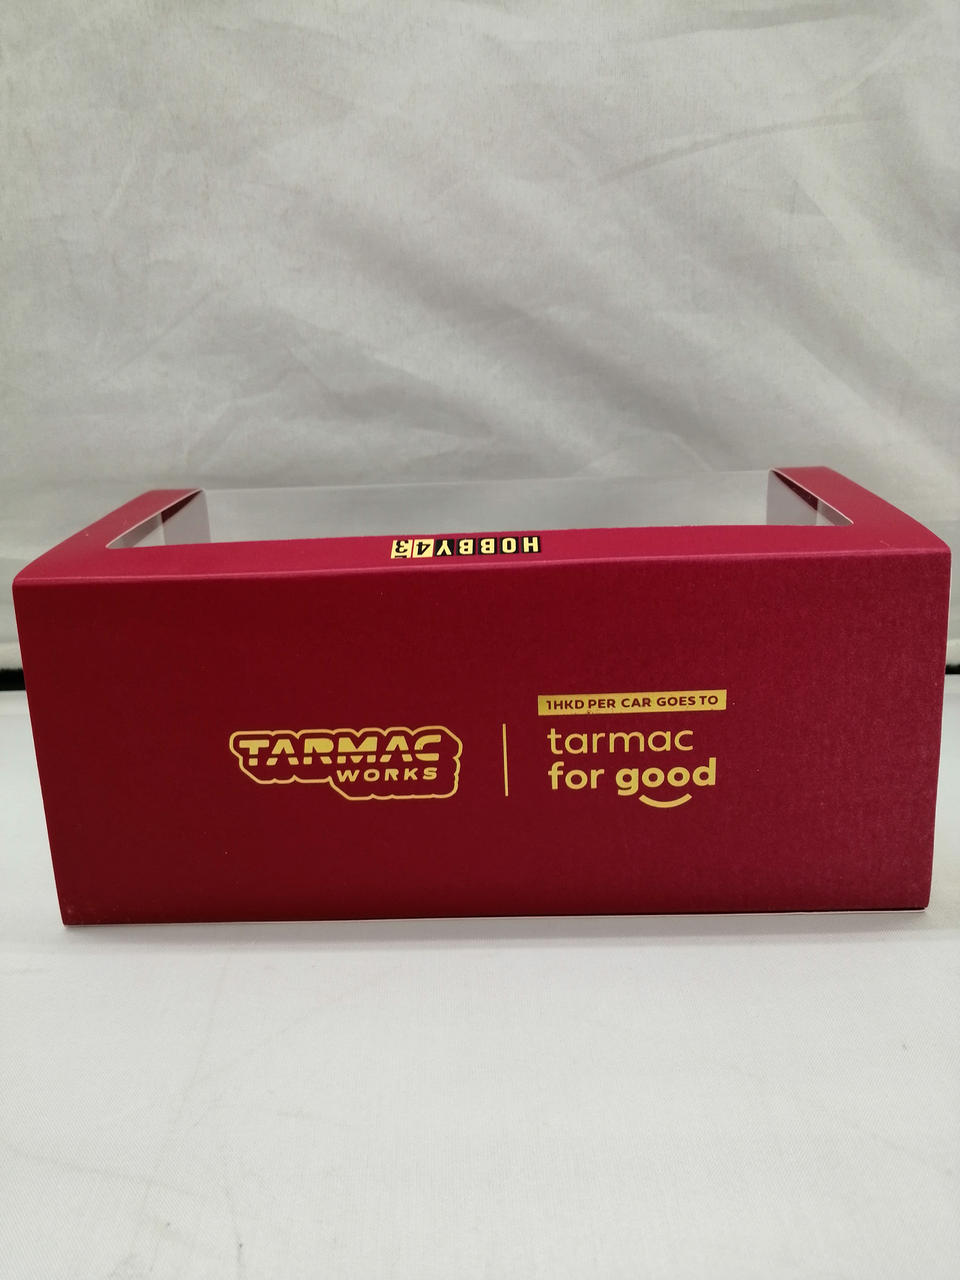 HOBBY43
TARMAC
WORKS
1HKD PER CAR GOES TO
tarmac
for good